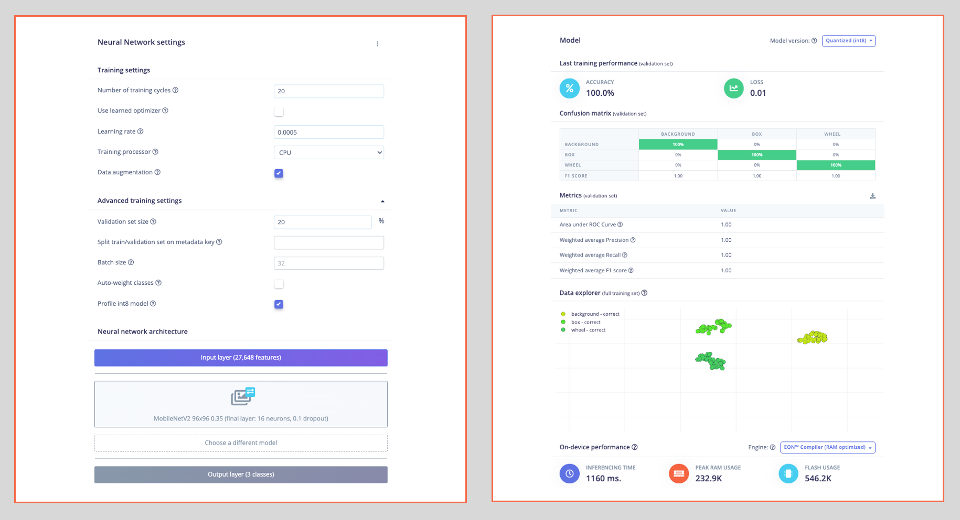 Neural Network settings
Training settings
Number of training cycles
20
Use learned optimizer
Learning rate
0.0005
Training processor
CPU
Data augmentation
Advanced training settings
Validation set size
20
%
Split train/validation set on metadata key
Batch size
32
Auto-weight classes
Profile int8 model
Neural network architecture
Input layer (27,648 features)
MobileNetV2 96x96 0.35 (final layer: 16 neurons, 0.1 dropout)
Choose a different model
Output layer (3 classes)
Model
Model version:
Quantized (int8)
Last training performance (validation set)
ACCURACY
100.0%
LOSS
0.01
Confusion matrix (validation set)
BACKGROUND BOX WHEEL
BACKGROUND 100% 0% 0%
BOX 0% 100% 0%
WHEEL 0% 0% 100%
F1 SCORE 1.00 1.00 1.00
Metrics (validation set)
METRIC VALUE
Area under ROC Curve 1.00
Weighted average Precision 1.00
Weighted average Recall 1.00
Weighted average F1 score 1.00
Data explorer (full training set)
background - correct
box - correct
wheel - correct
On-device performance
Engine:
EON™ Compiler (RAM optimized)
INFERENCING TIME
1160 ms.
PEAK RAM USAGE
232.9K
FLASH USAGE
546.2K